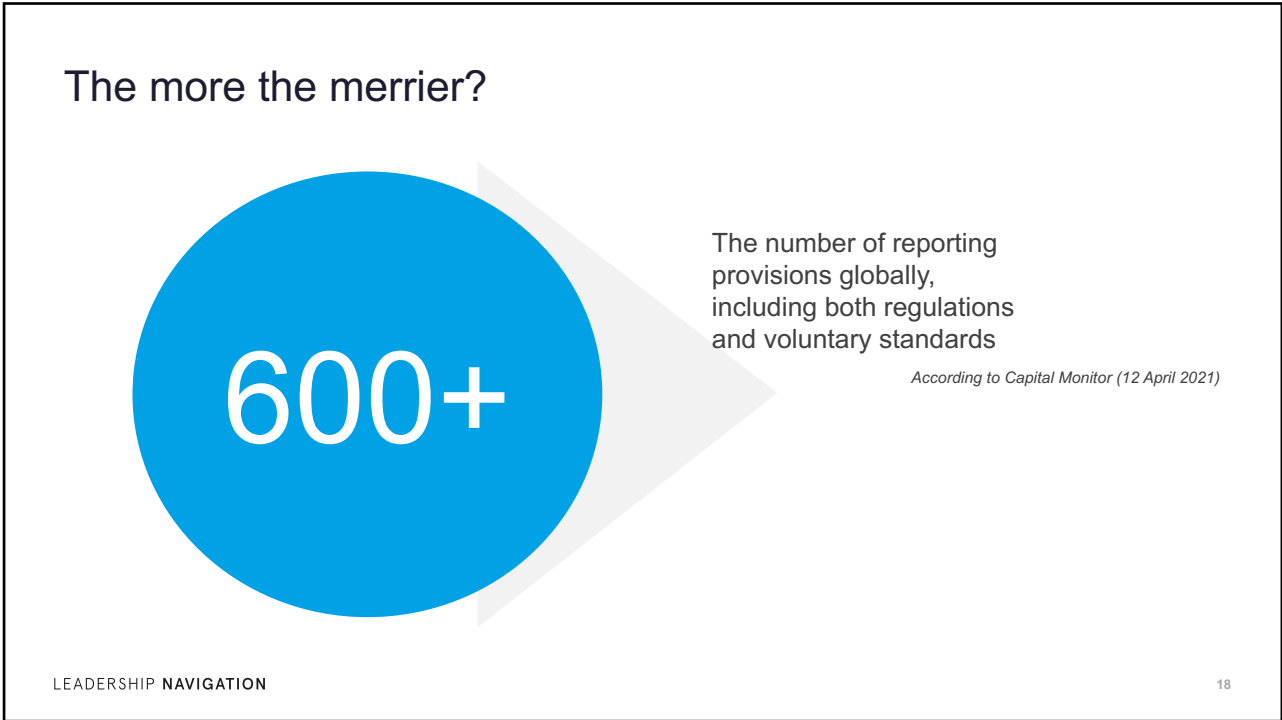 The more the merrier?
600+
The number of reporting
provisions globally,
including both regulations
and voluntary standards
According to Capital Monitor (12 April 2021)
LEADERSHIP NAVIGATION
18